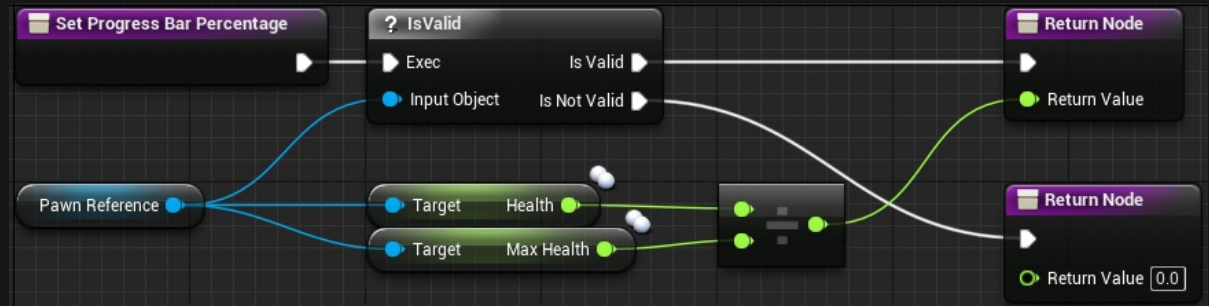 Set Progress Bar Percentage
? IsValid
Exec
Is Valid
Input Object
Is Not Valid
Return Node
Return Value
Pawn Reference
Target
Health
Target
Max Health
÷
Return Node
Return Value 0.0